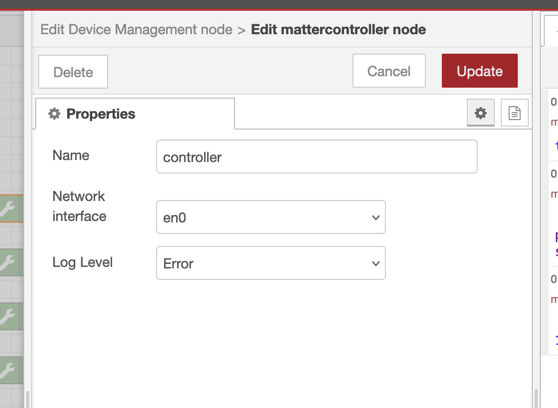 Edit Device Management node > Edit mattercontroller node
Delete
Cancel
Update
Properties
Name
controller
Network
interface
en0
Log Level
Error